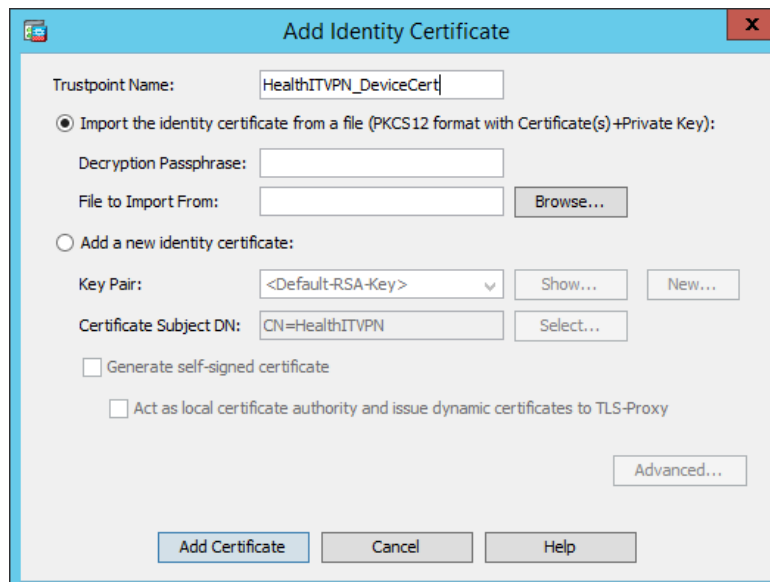 Add Identity Certificate
x
Trustpoint Name: HealthITVPN_DeviceCert
Import the identity certificate from a file (PKCS12 format with Certificate(s)+Private Key):
Decryption Passphrase:
File to Import From: Browse...
Add a new identity certificate:
Key Pair: <Default-RSA-Key> Show... New...
Certificate Subject DN: CN=HealthITVPN Select...
Generate self-signed certificate
Act as local certificate authority and issue dynamic certificates to TLS-Proxy
Advanced...
Add Certificate Cancel Help